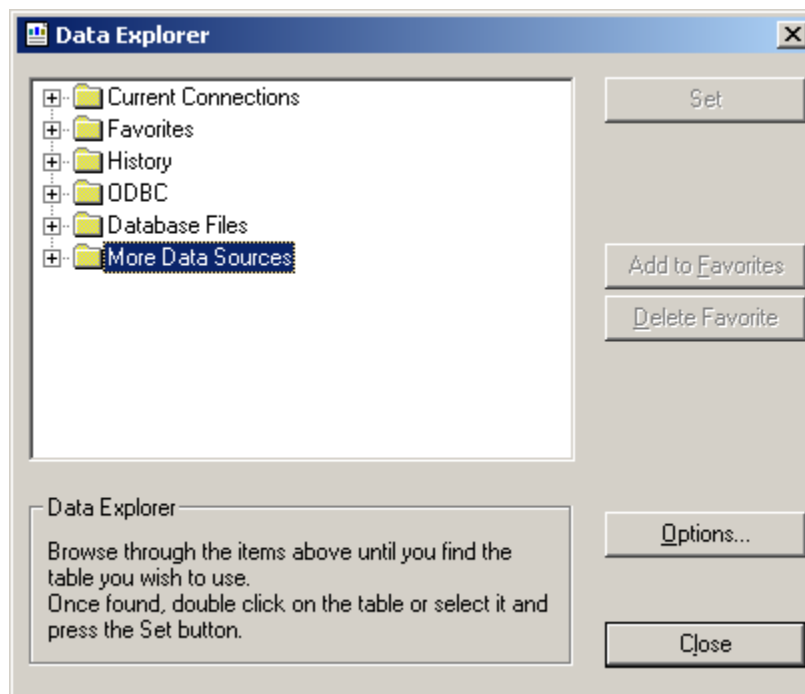 Data Explorer
Current Connections
Favorites
History
ODBC
Database Files
More Data Sources
Set
Add to Favorites
Delete Favorite
Data Explorer
Browse through the items above until you find the
table you wish to use.
Once found, double click on the table or select it and
press the Set button.
Options...
Close